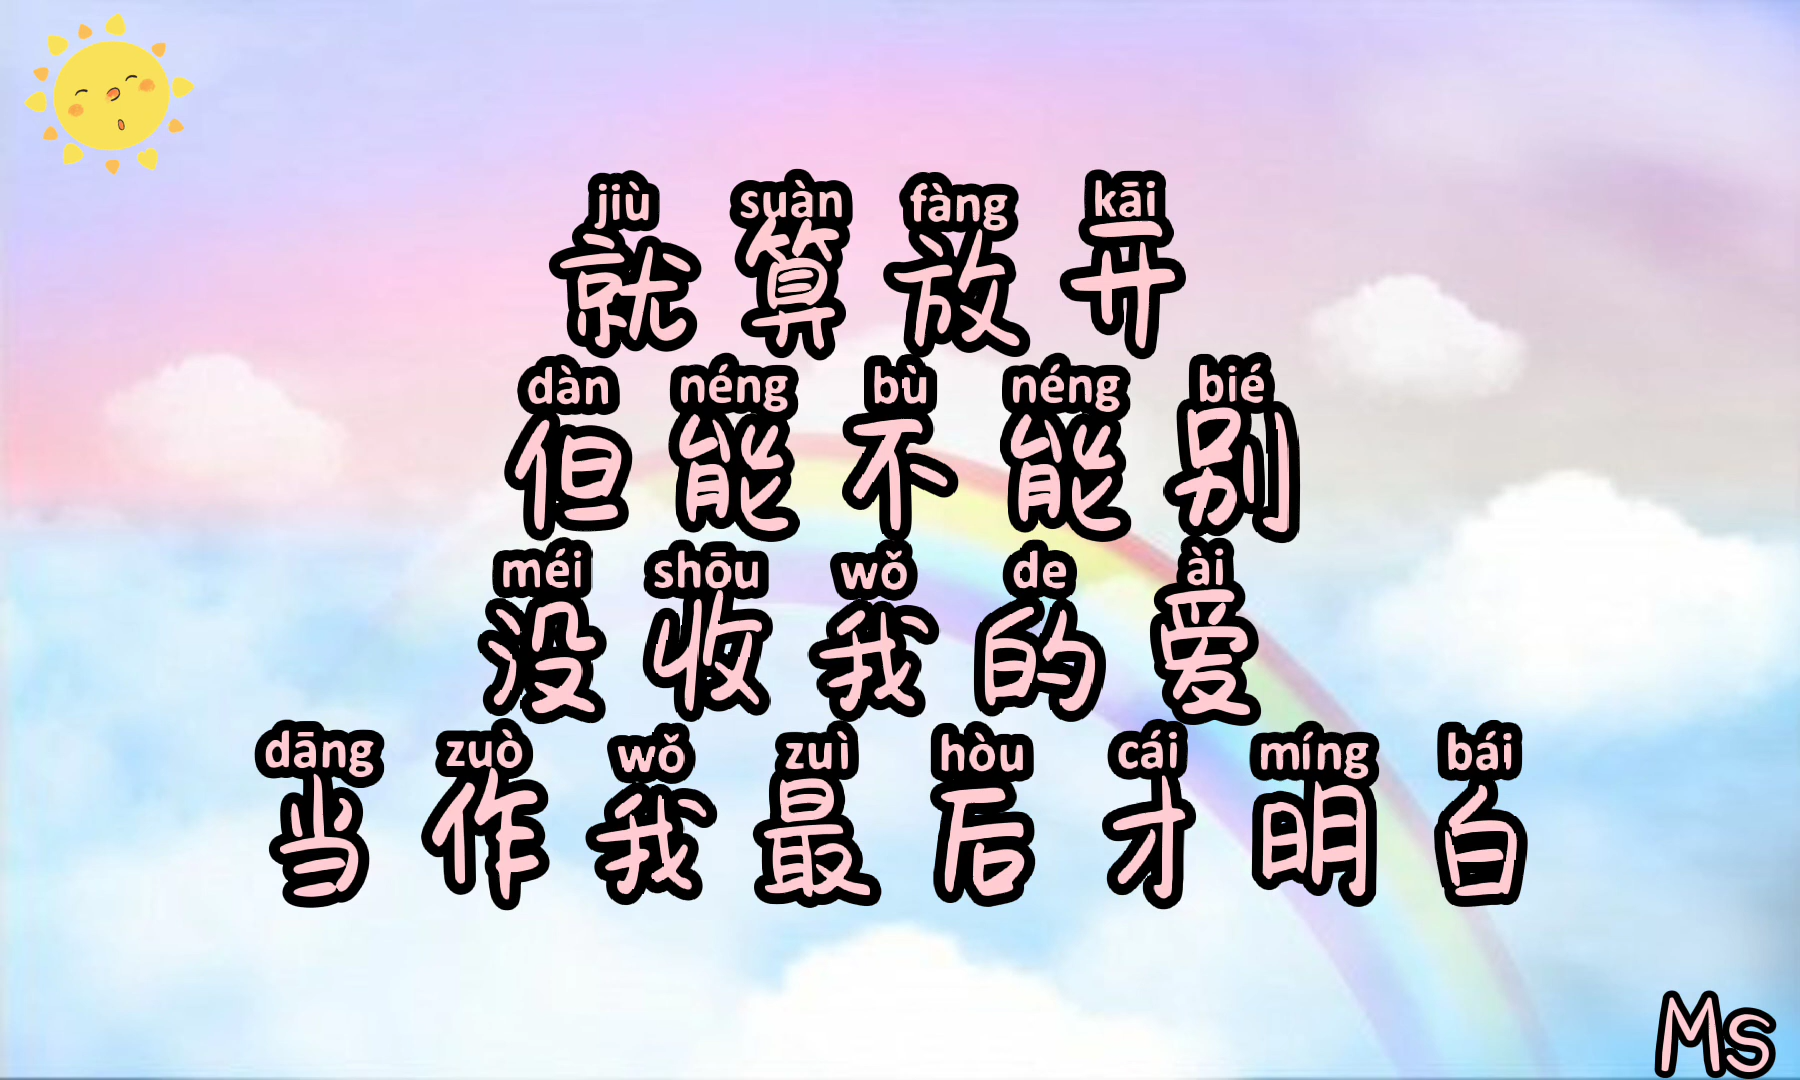 jiù suàn fàng kāi
就算放开
dàn néng bù néng bié
但能不能别
méi shōu wǒ de ài
没收我的爱
dāng zuò wǒ zuì hòu cái míng bái
当作我最后才明白
Ms